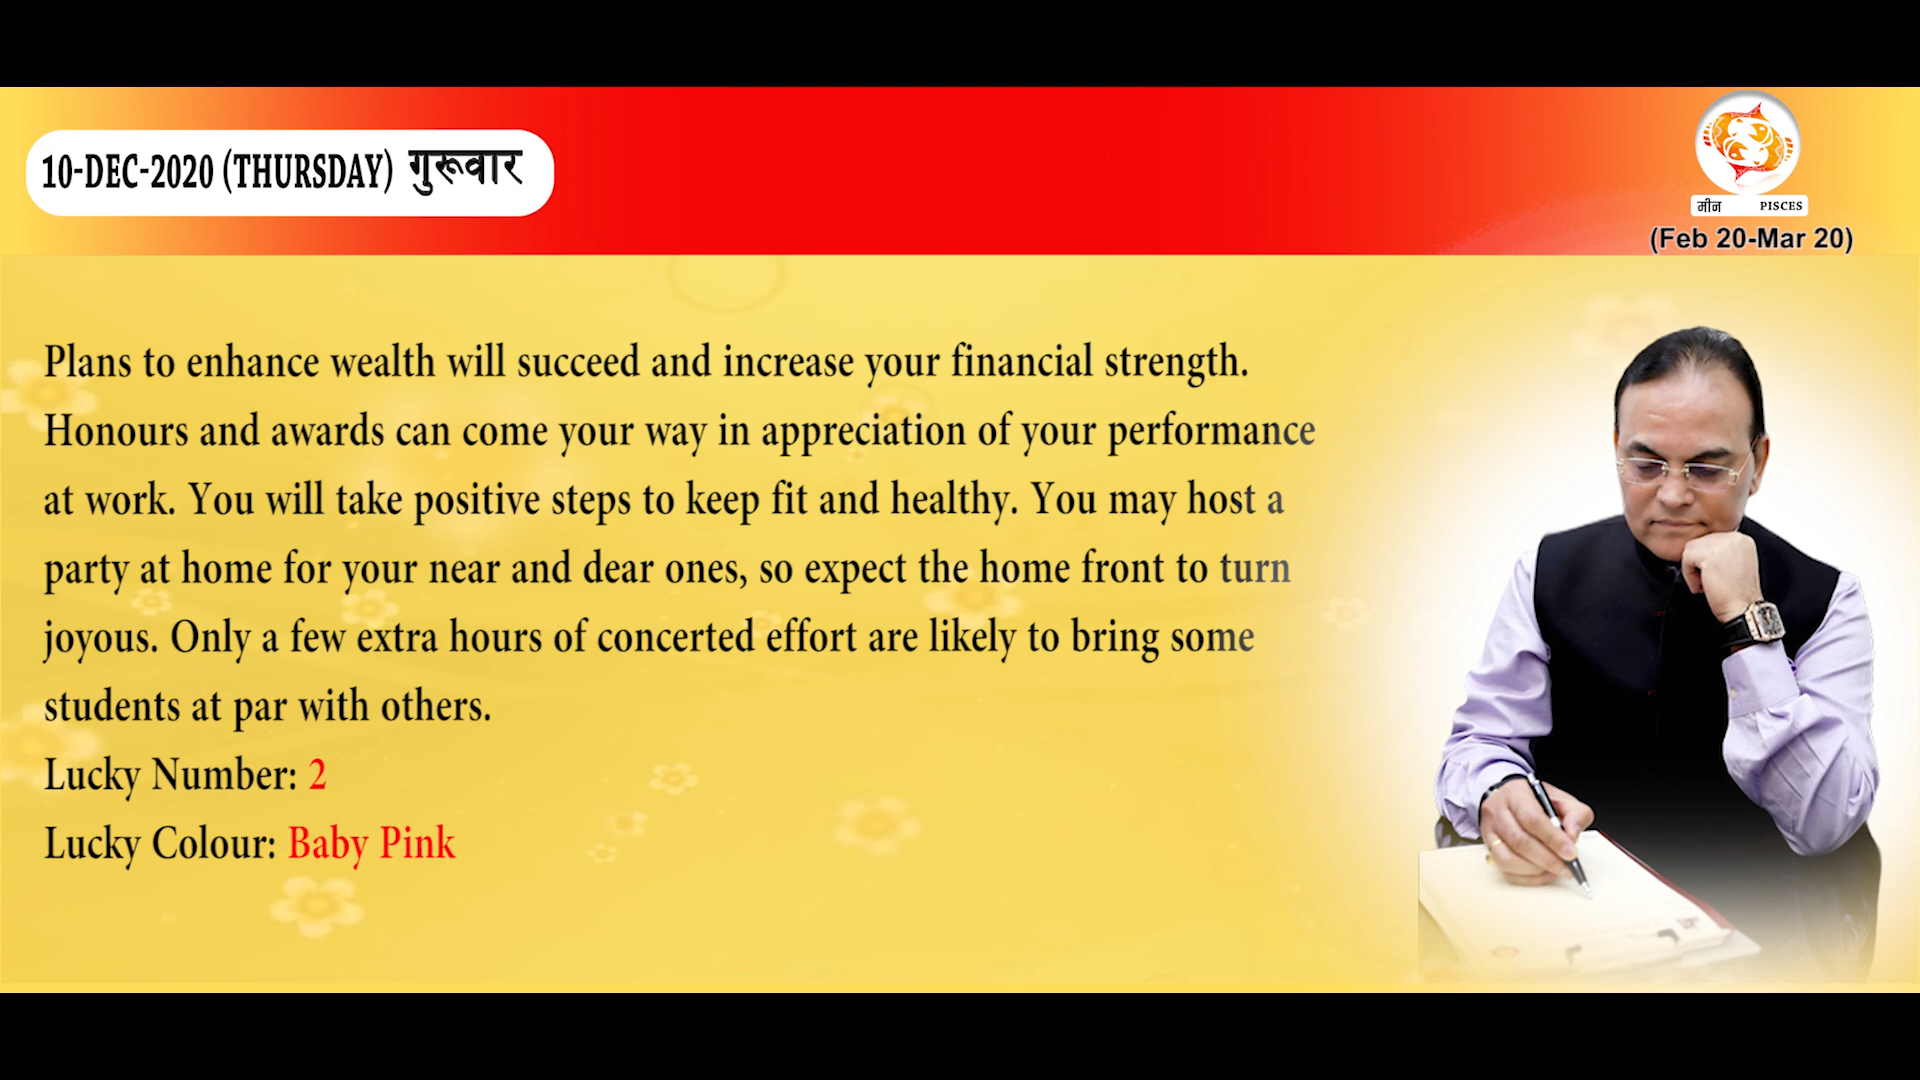 10-DEC-2020 (THURSDAY) गुरूवार
मीन PISCES
(Feb 20-Mar 20)
Plans to enhance wealth will succeed and increase your financial strength.
Honours and awards can come your way in appreciation of your performance
at work. You will take positive steps to keep fit and healthy. You may host a
party at home for your near and dear ones, so expect the home front to turn
joyous. Only a few extra hours of concerted effort are likely to bring some
students at par with others.
Lucky Number: 2
Lucky Colour: Baby Pink